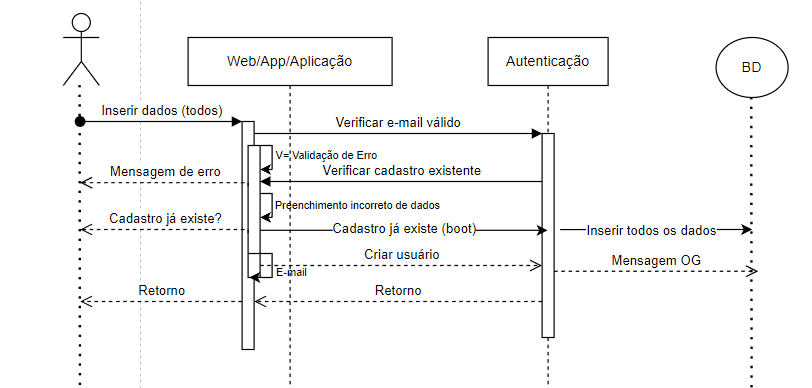 Web/App/Aplicação
Autenticação
BD
Inserir dados (todos)
Verificar e-mail válido
V= Validação de Erro
Mensagem de erro
Verificar cadastro existente
Preenchimento incorreto de dados
Cadastro já existe?
Cadastro já existe (boot)
Inserir todos os dados
Criar usuário
Mensagem OG
E-mail
Retorno
Retorno